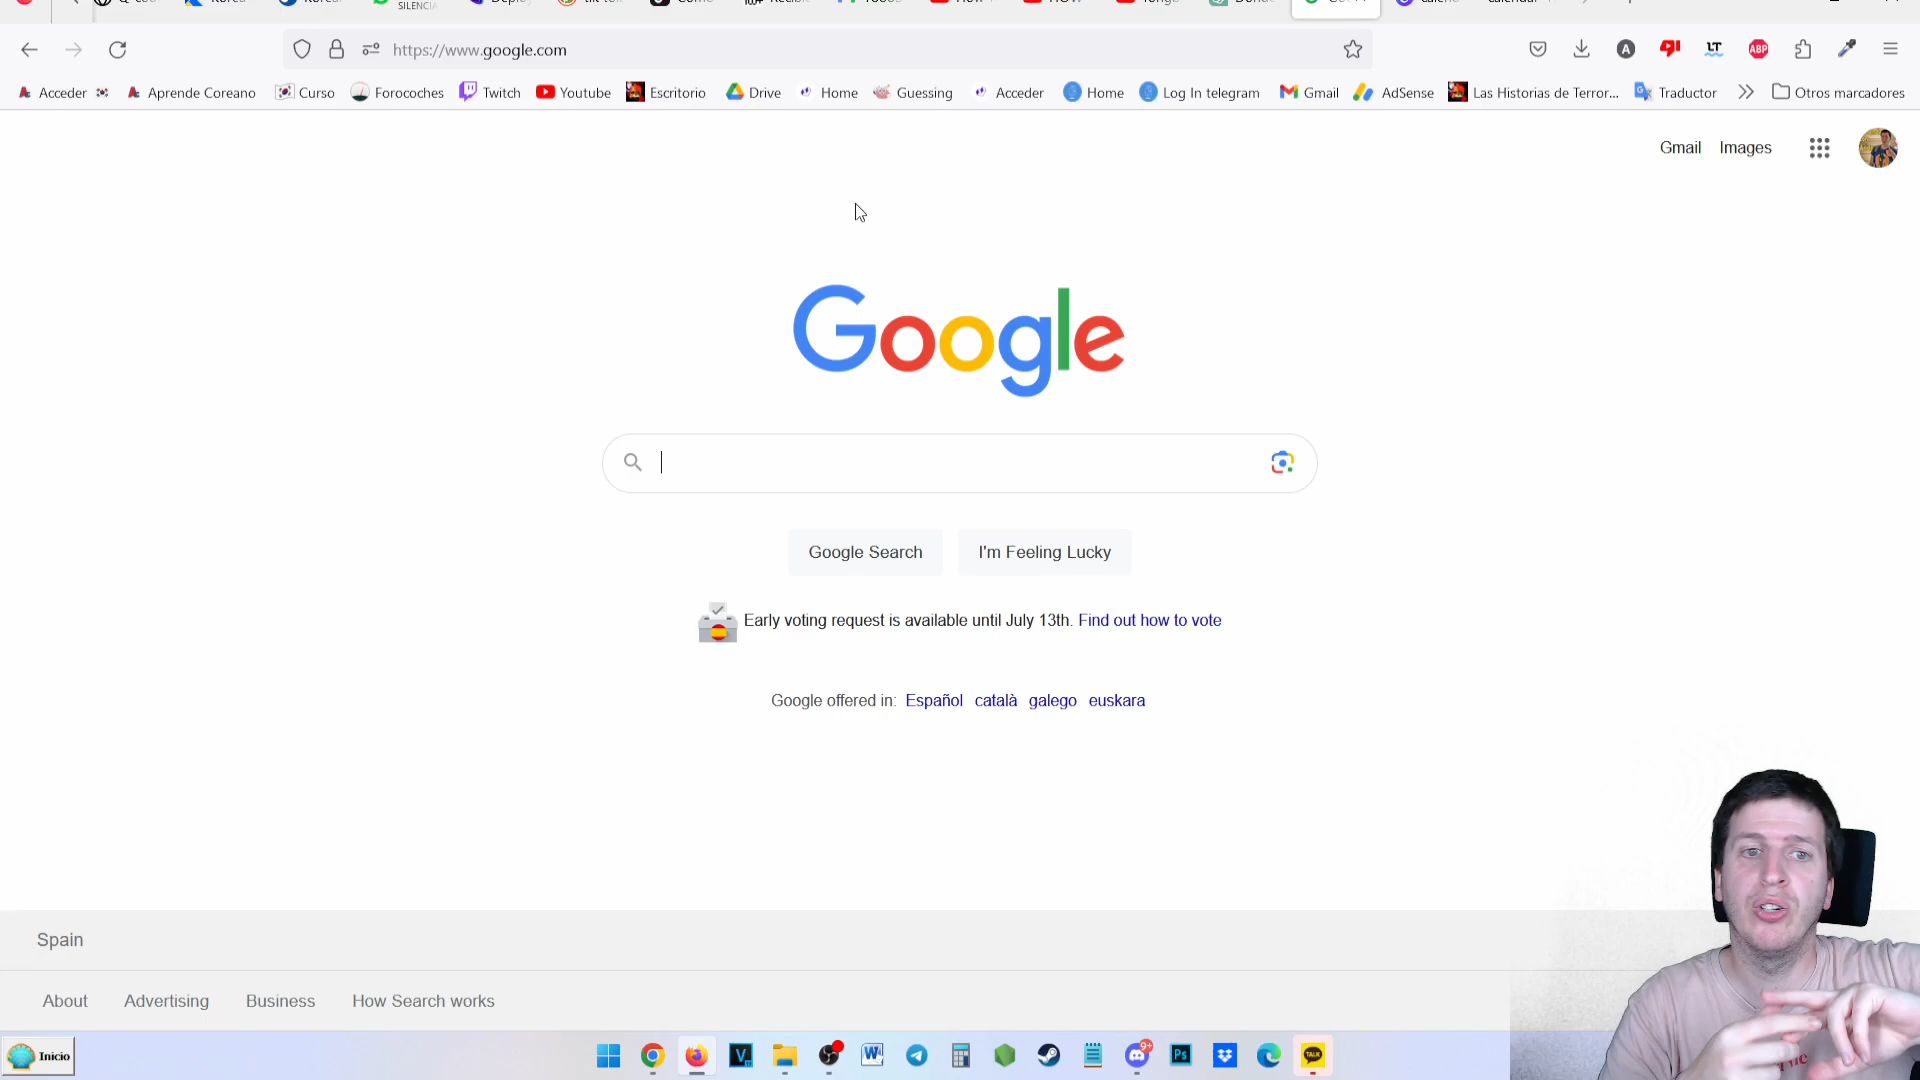 SILENCIA
https://www.google.com
Acceder
Aprende Coreano
Curso
Forocoches
Twitch
Youtube
Escritorio
Drive
Home
Guessing
Acceder
Home
Log In telegram
Gmail
AdSense
Las Historias de Terror...
Traductor
Otros marcadores
Gmail
Images
Google
Google Search
I'm Feeling Lucky
Early voting request is available until July 13th. Find out how to vote
Google offered in: Español català galego euskara
Spain
About
Advertising
Business
How Search works
Inicio